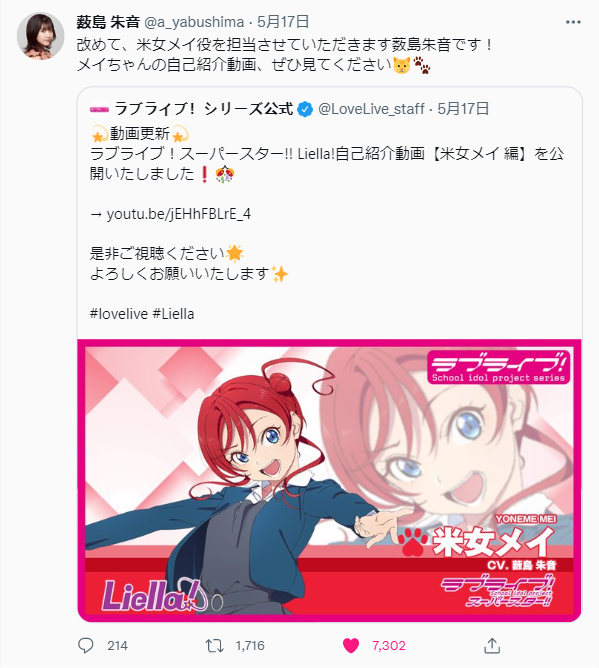 薮島 朱音 @a_yabushima · 5月17日
改めて、米女メイ役を担当させていただきます薮島朱音です！
メイちゃんの自己紹介動画、ぜひ見てください🐱🐾
ラブライブ！シリーズ公式 @LoveLive_staff · 5月17日
💫動画更新💫
ラブライブ！スーパースター!! Liella!自己紹介動画【米女メイ 編】を公
開いたしました❗🎊
→ youtu.be/jEHhFBLrE_4
是非ご視聴ください🌟
よろしくお願いいたします✨
#lovelive #Liella
ラブライブ！
School idol project series
YONEME MEI
米女メイ
CV. 薮島 朱音
Liella!
ラブライブ！
スーパースター!!
214
1,716
7,302